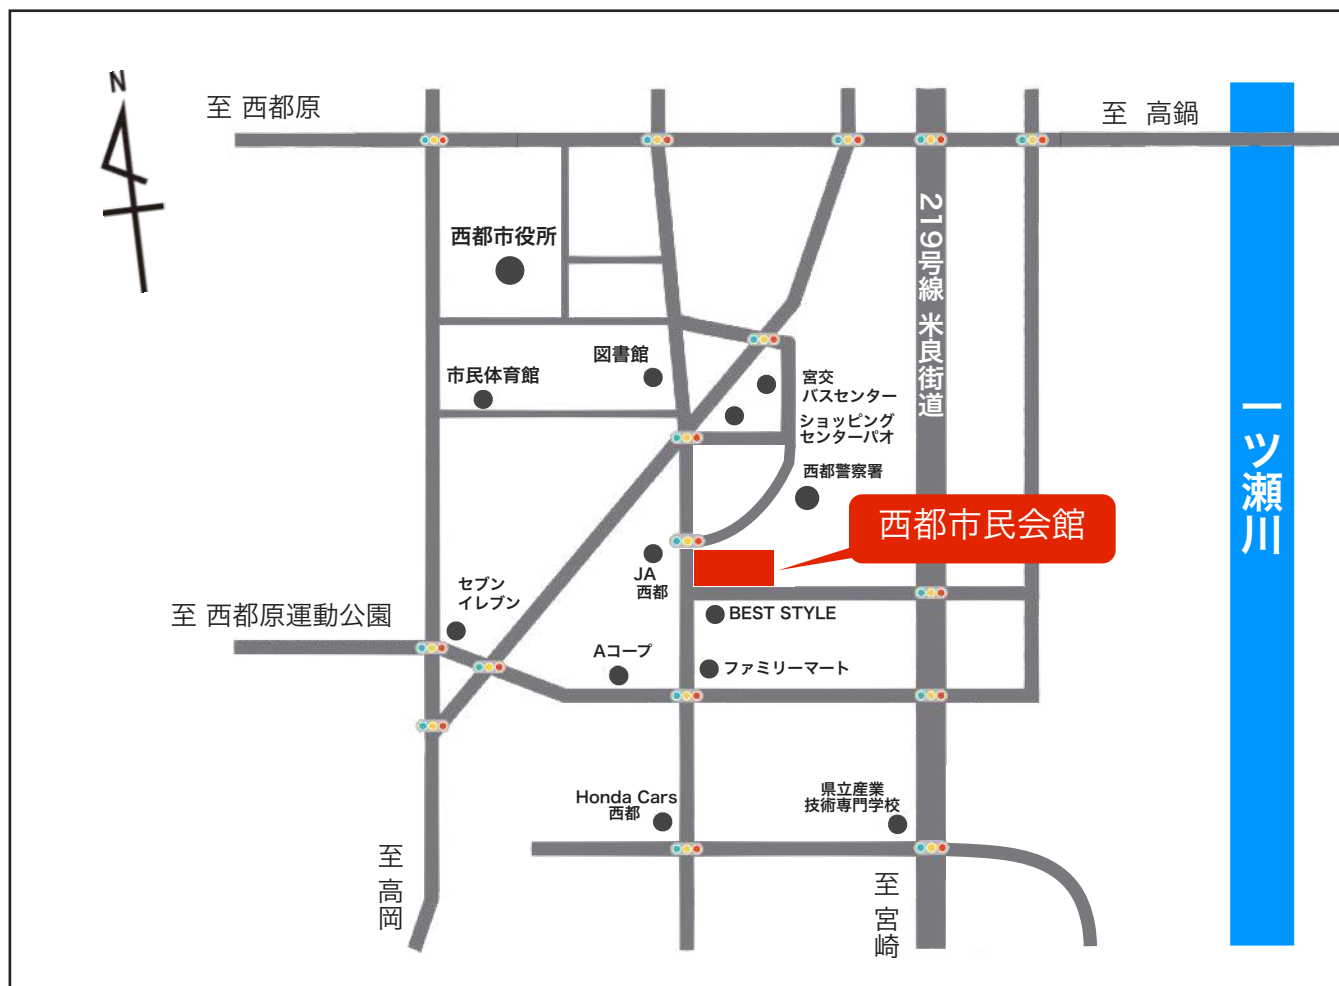 N
至 西都原
至 高鍋
西都市役所
219号線 米良街道
図書館
市民体育館
宮交
バスセンター
ショッピング
センターパオ
一ツ瀬川
西都警察署
西都市民会館
JA
西都
セブン
イレブン
至 西都原運動公園
BEST STYLE
Aコープ
ファミリーマート
Honda Cars
西都
県立産業
技術専門学校
至 高岡
至 宮崎